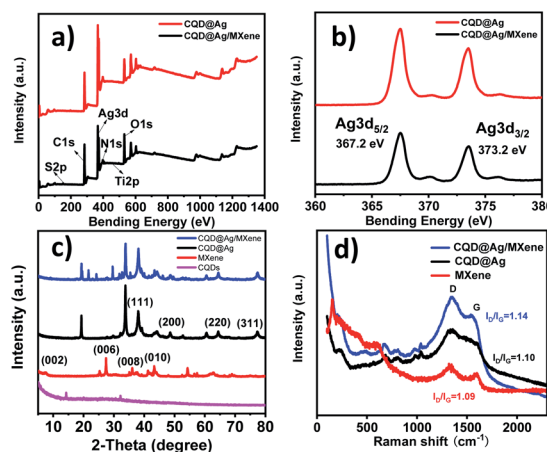 a)
CQD@Ag
CQD@Ag/MXene
Intensity (a.u.)
Ag3d
O1s
C1s
N1s
S2p
Ti2p
0 200 400 600 800 1000 1200 1400
Bending Energy (eV)
b)
CQD@Ag
CQD@Ag/MXene
Intensity (a.u.)
Ag3d5/2
367.2 eV
Ag3d3/2
373.2 eV
360 365 370 375 380
Bending Energy (eV)
c)
CQD@Ag/MXene
CQD@Ag
MXene
CQDs
Intensity (a.u.)
(111)
(200)
(220)
(311)
(002)
(006)
(008)
(010)
10 20 30 40 50 60 70 80
2-Theta (degree)
d)
CQD@Ag/MXene
CQD@Ag
MXene
Intensity (a.u.)
D
G
ID/IG=1.14
ID/IG=1.10
ID/IG=1.09
0 500 1000 1500 2000
Raman shift (cm-1)